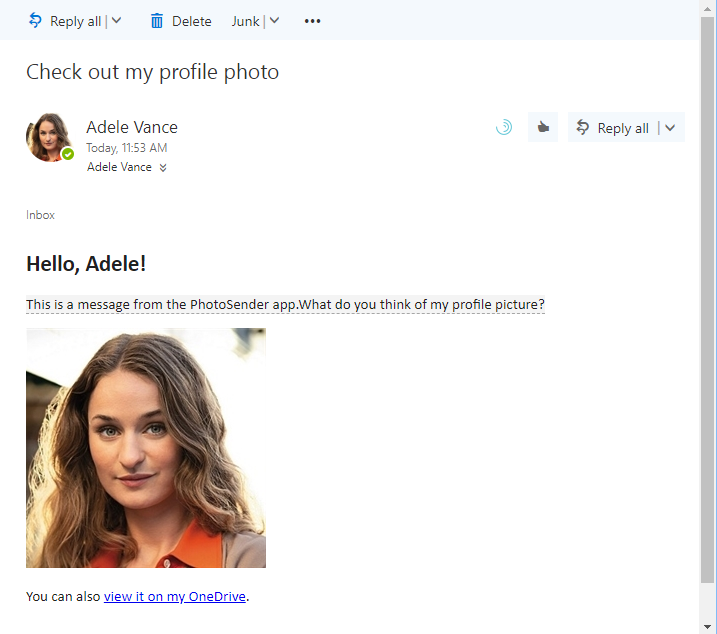 Reply all | Delete Junk | •••
Check out my profile photo
Adele Vance
Today, 11:53 AM
Adele Vance
Reply all |
Inbox
Hello, Adele!
This is a message from the PhotoSender app.What do you think of my profile picture?
You can also view it on my OneDrive.